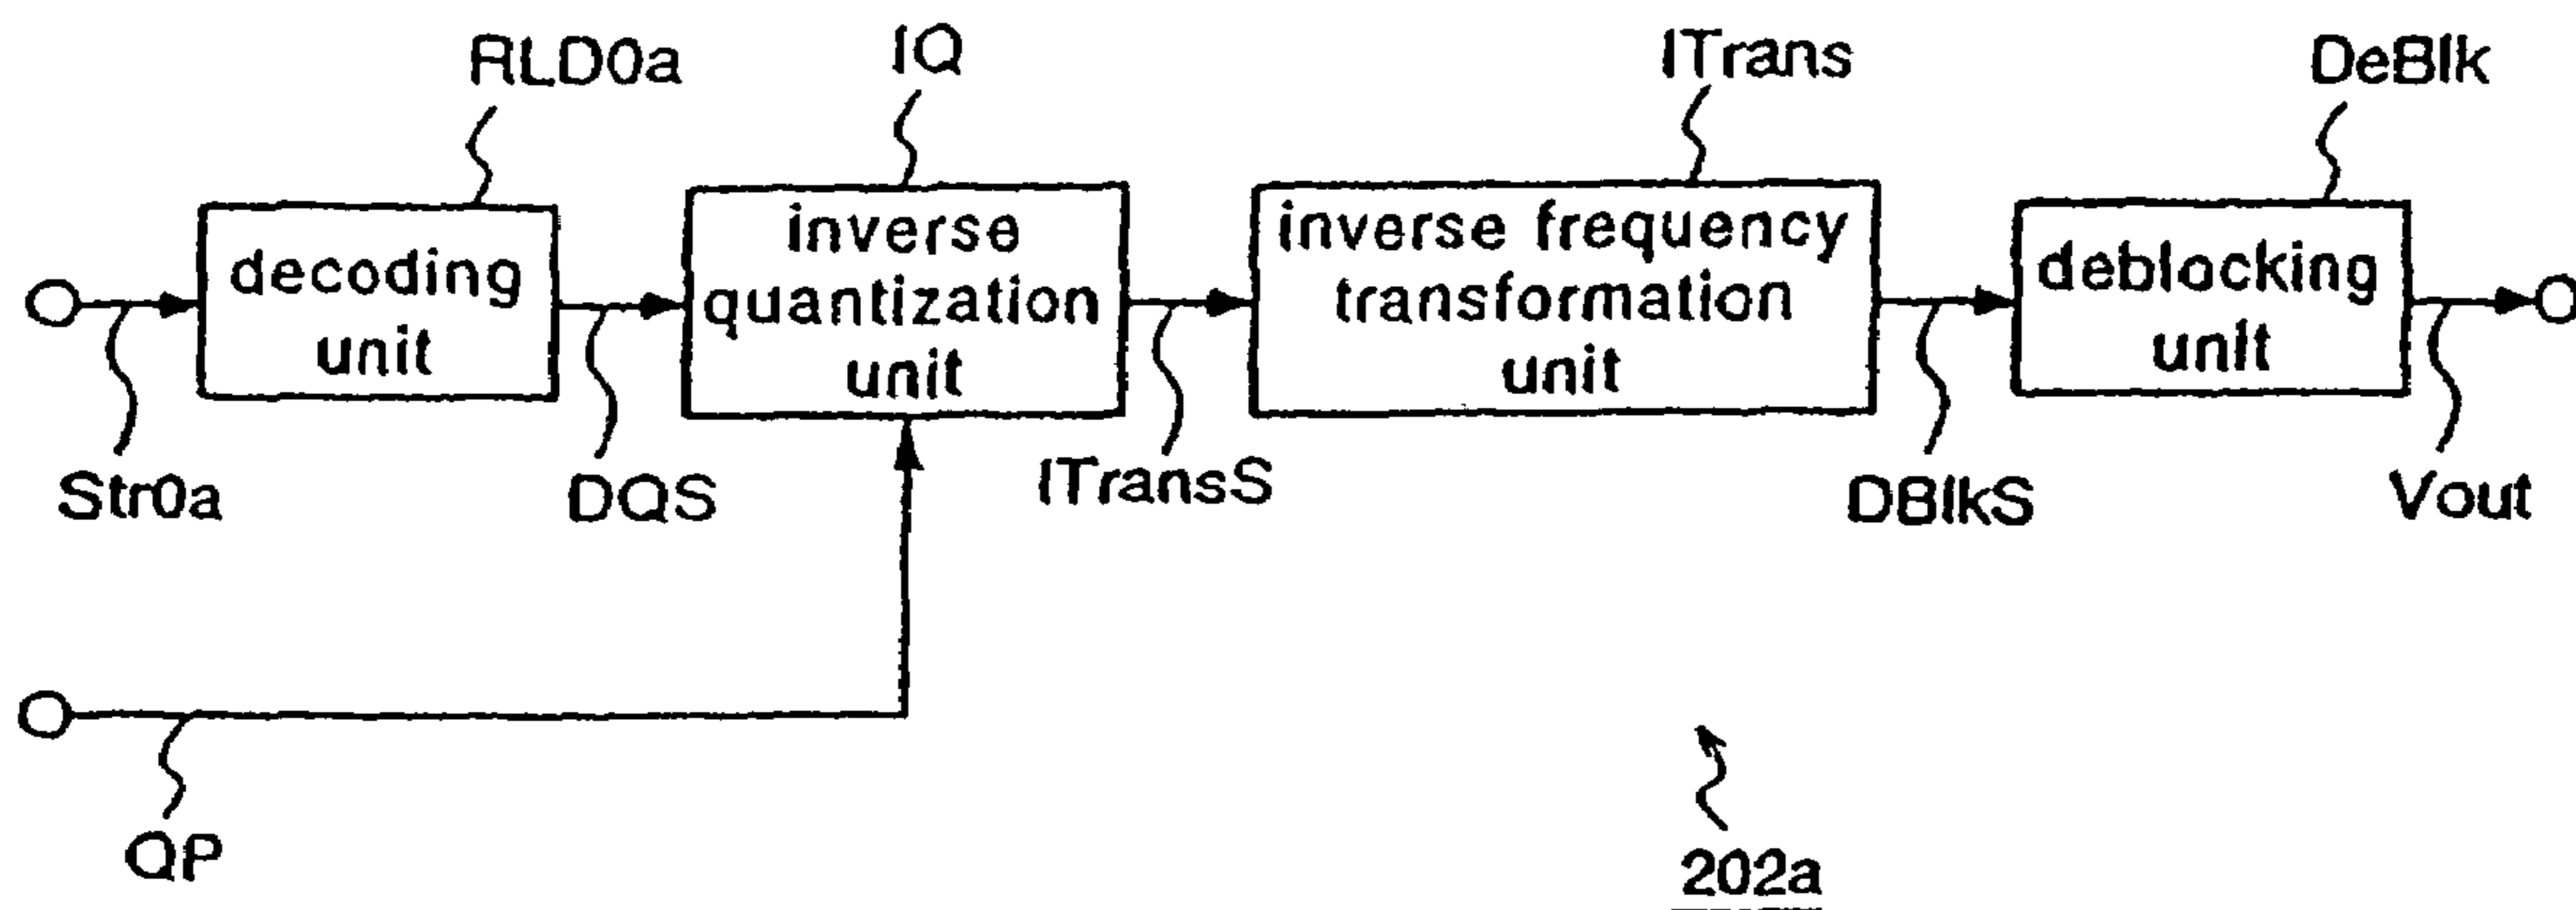 RLD0a
IQ
ITrans
DeBlk
decoding
unit
inverse
quantization
unit
inverse frequency
transformation
unit
deblocking
unit
Str0a
DQS
ITransS
DBlkS
Vout
QP
202a